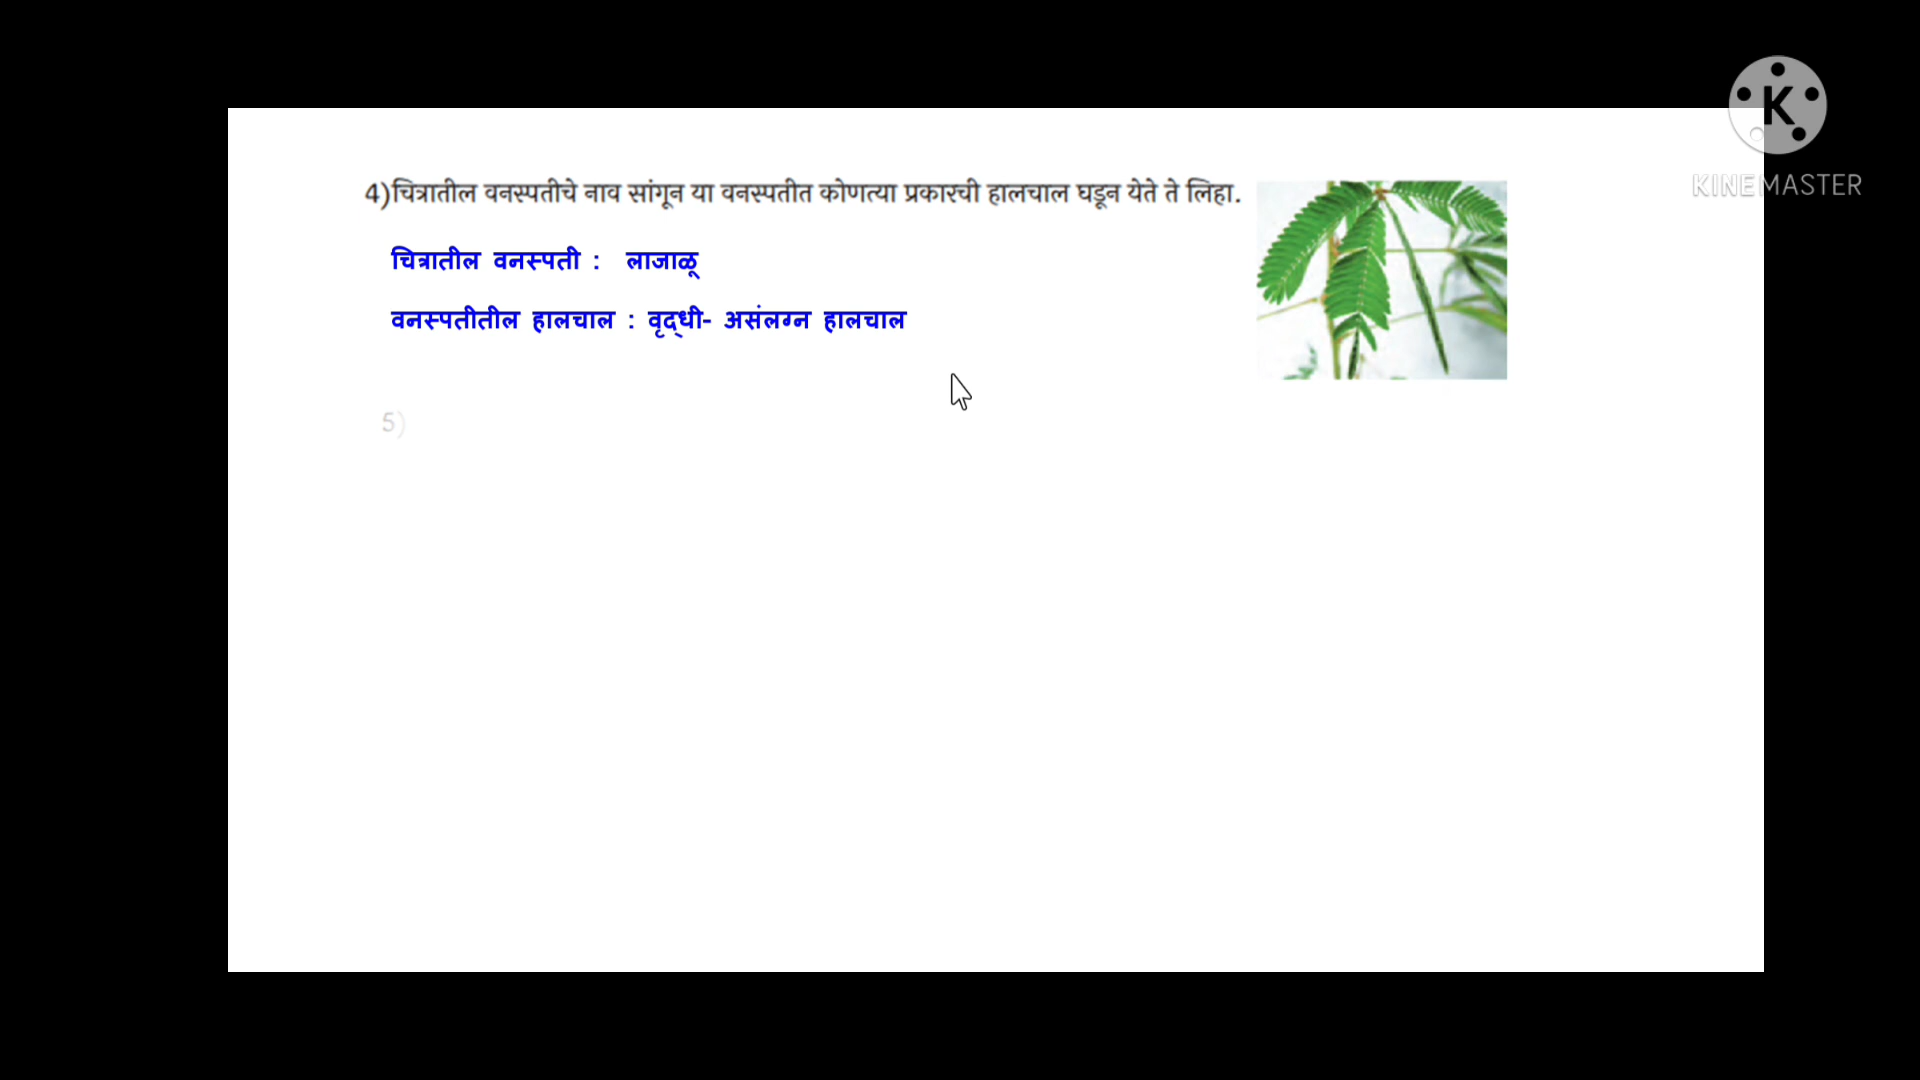 4)चित्रातील वनस्पतीचे नाव सांगून या वनस्पतीत कोणत्या प्रकारची हालचाल घडून येते ते लिहा.
चित्रातील वनस्पती : लाजाळू
वनस्पतीतील हालचाल : वृद्धी- असंलग्न हालचाल
5)
K
KINEMASTER